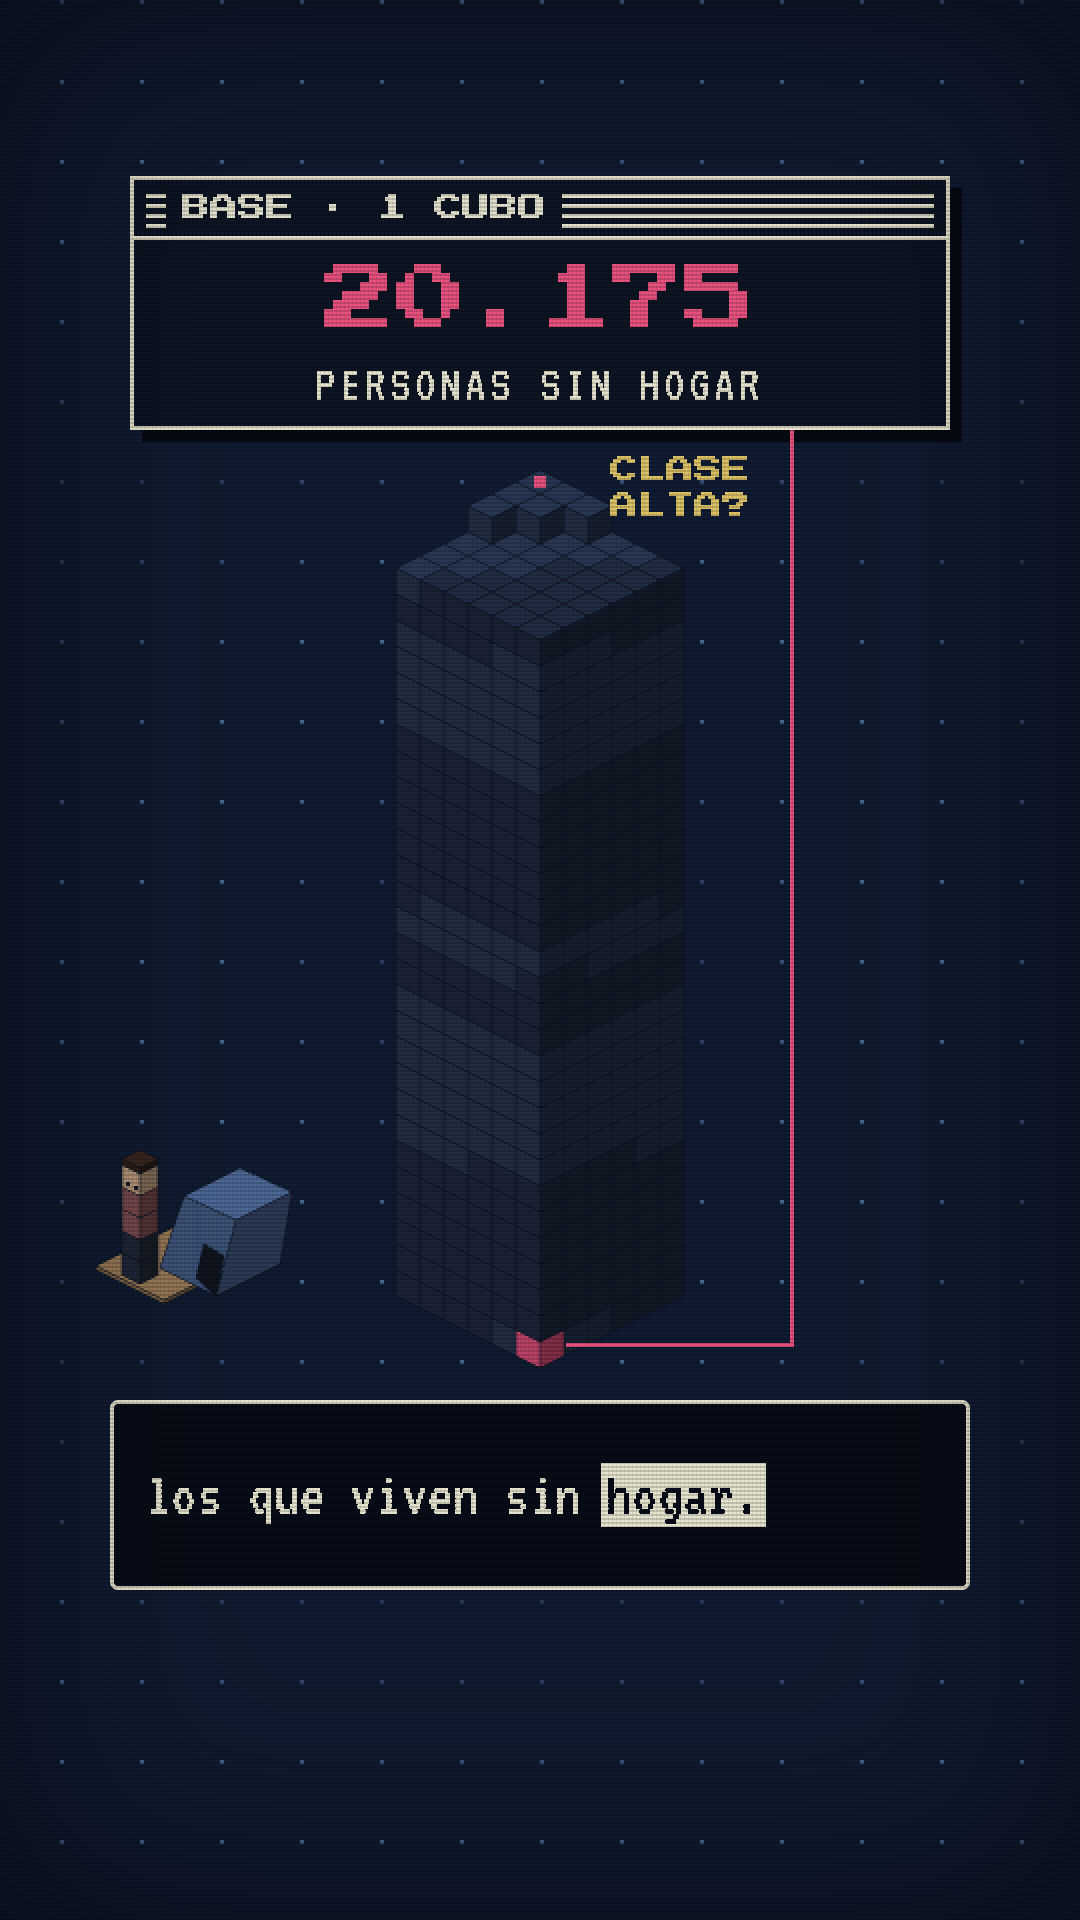 BASE · 1 CUBO
20.175
PERSONAS SIN HOGAR
CLASE
ALTA?
los que viven sin hogar.